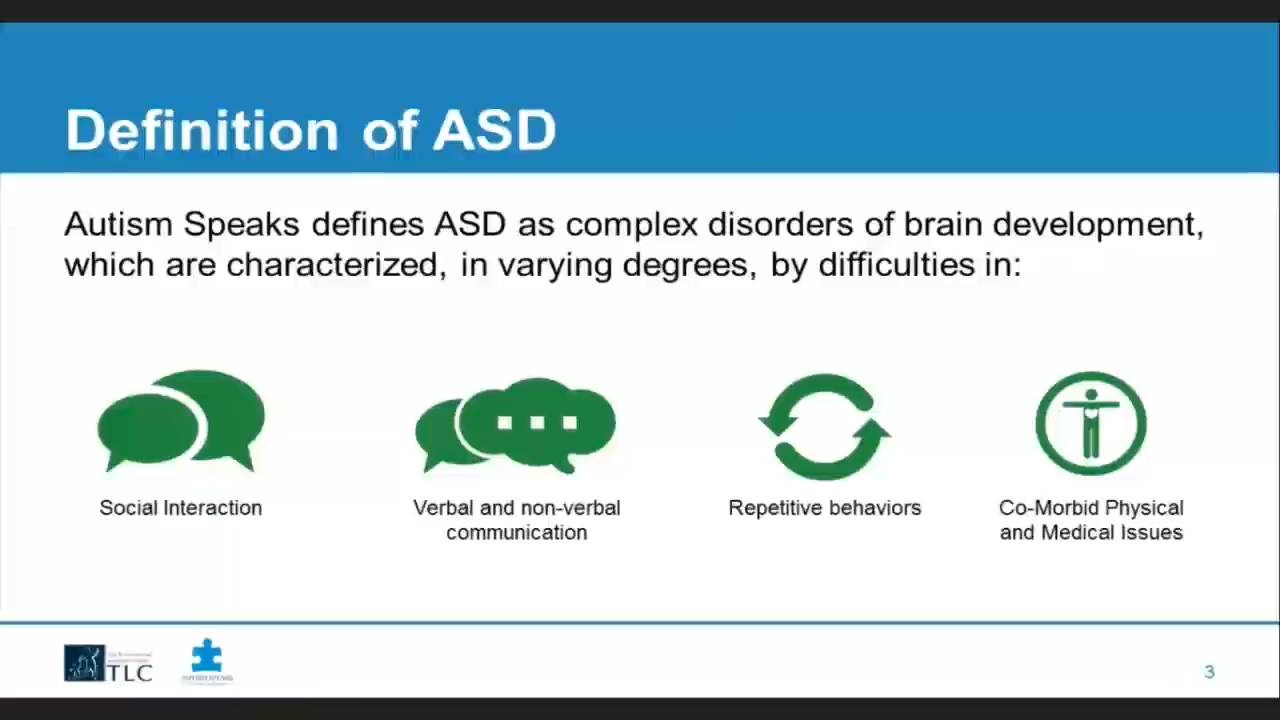 Definition of ASD
Autism Speaks defines ASD as complex disorders of brain development,
which are characterized, in varying degrees, by difficulties in:
Social Interaction
Verbal and non-verbal
communication
Repetitive behaviors
Co-Morbid Physical
and Medical Issues
TLC
AUTISM SPEAKS
3